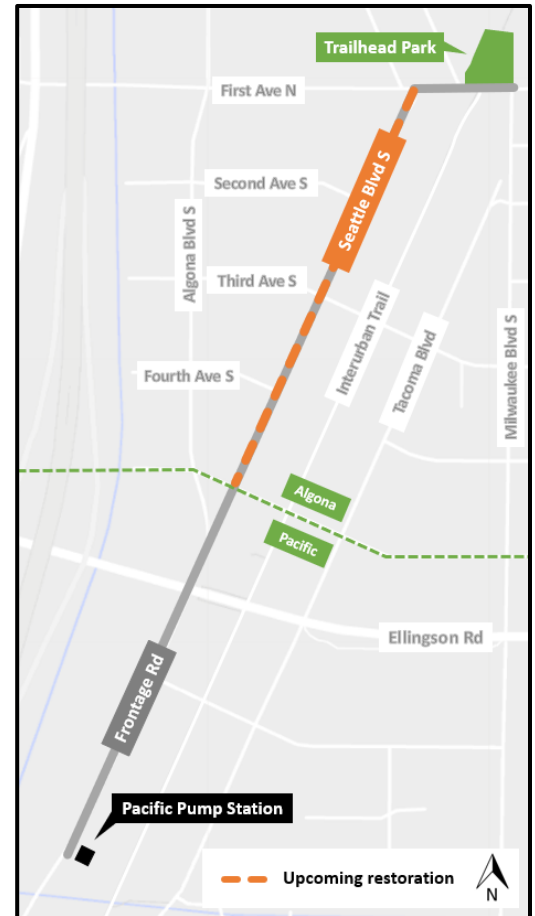 Trailhead Park
First Ave N
Seattle Blvd S
Second Ave S
Algona Blvd S
Third Ave S
Interurban Trail
Tacoma Blvd
Milwaukee Blvd S
Fourth Ave S
Algona
Pacific
Ellingson Rd
Frontage Rd
Pacific Pump Station
Upcoming restoration
N